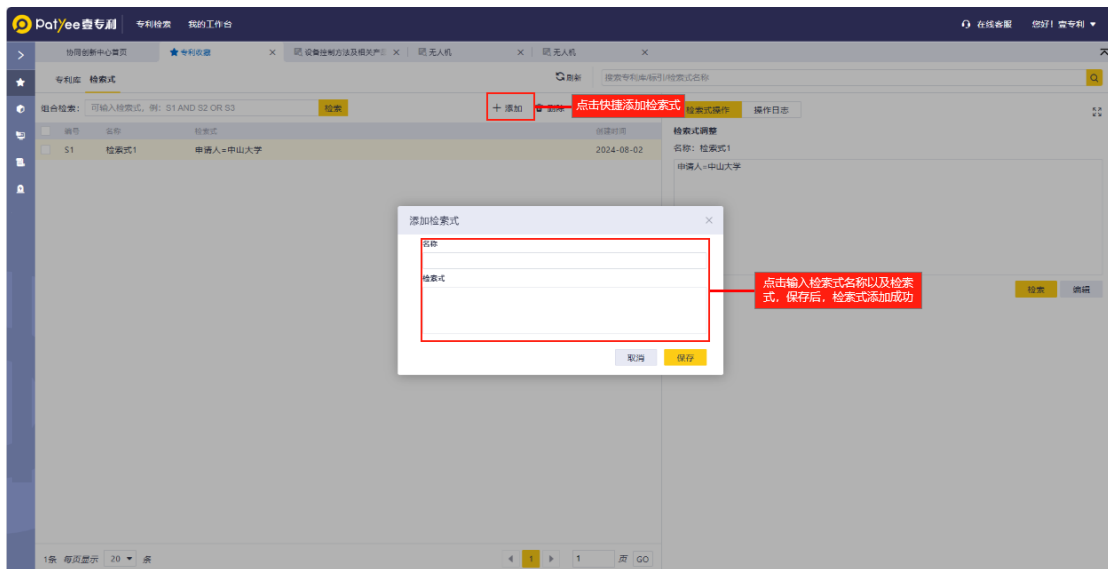 Patyee壹专利 专利检索 我的工作台 在线客服 您好! 壹专利
协同创新中心首页 专利收藏 设备控制方法及相关产 无人机 无人机
专利库 检索式 刷新 搜索专利库/标引/检索式名称
组合检索: 可输入检索式, 例: S1 AND S2 OR S3 检索 添加 删除 点击快捷添加检索式 检索式操作 操作日志
编号 名称 检索式 创建时间 检索式调整
S1 检索式1 申请人=中山大学 2024-08-02 名称: 检索式1
申请人=中山大学
添加检索式
名称
检索式
点击输入检索式名称以及检索
式, 保存后, 检索式添加成功
检索 编辑
取消 保存
1条 每页显示 20 条 1 1 页 GO